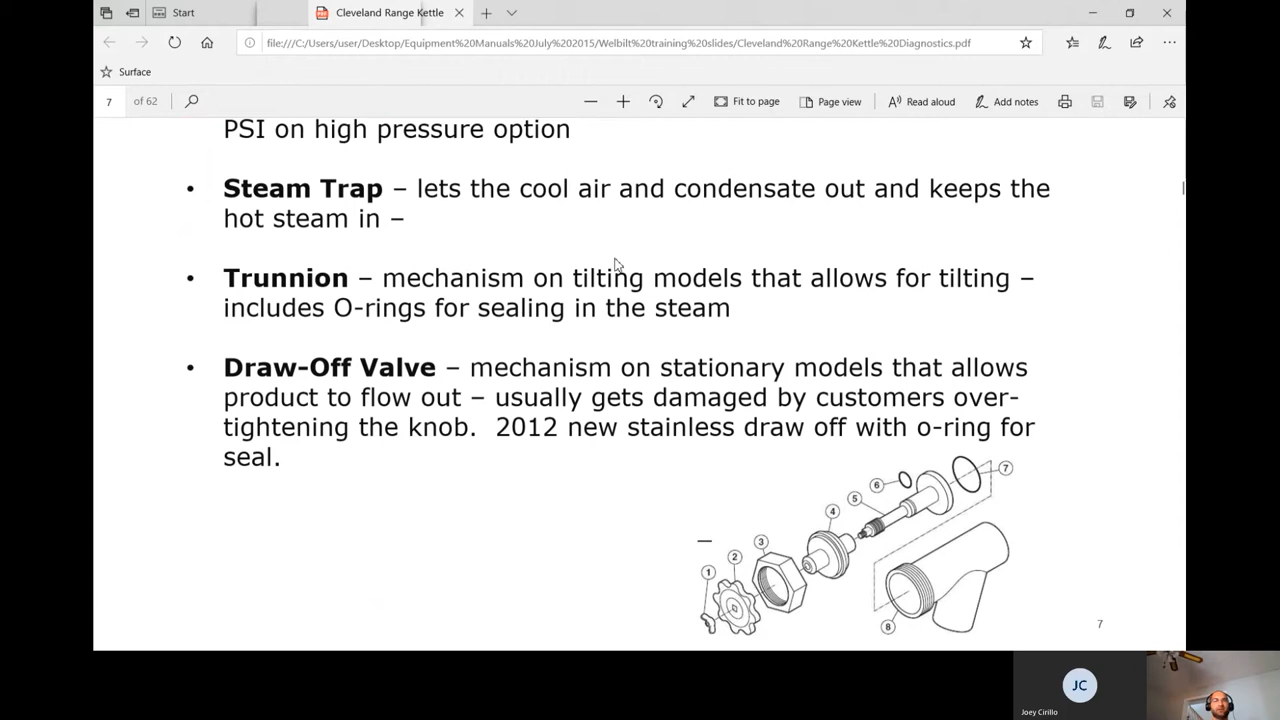 Start
Cleveland Range Kettle
file:///C:/Users/user/Desktop/Equipment%20Manuals%20July%202015/Welbilt%20training%20slides/Cleveland%20Range%20Kettle%20Diagnostics.pdf
Surface
7 of 62
Fit to page
Page view
Read aloud
Add notes
PSI on high pressure option
• Steam Trap – lets the cool air and condensate out and keeps the
hot steam in –
• Trunnion – mechanism on tilting models that allows for tilting –
includes O-rings for sealing in the steam
• Draw-Off Valve – mechanism on stationary models that allows
product to flow out – usually gets damaged by customers over-
tightening the knob. 2012 new stainless draw off with o-ring for
seal.
1
2
3
4
5
6
7
8
7
JC
Joey Cirillo